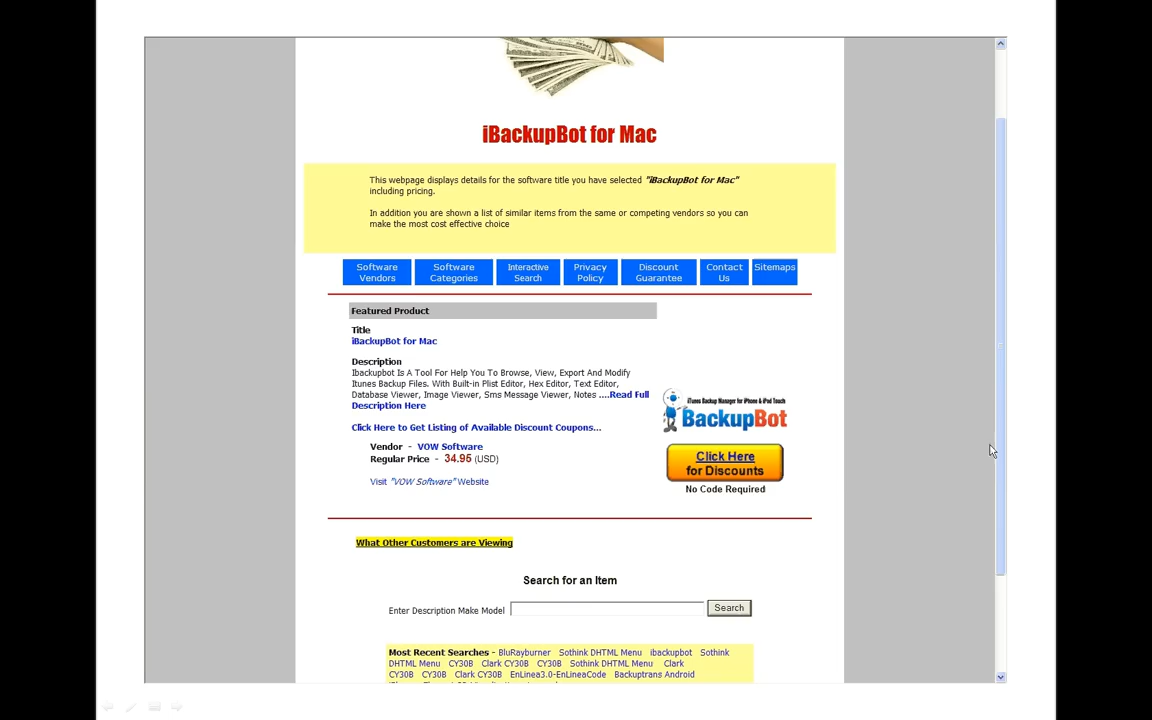 iBackupBot for Mac
This webpage displays details for the software title you have selected "iBackupBot for Mac"
including pricing.
In addition you are shown a list of similar items from the same or competing vendors so you can
make the most cost effective choice
Software Vendors
Software Categories
Interactive Search
Privacy Policy
Discount Guarantee
Contact Us
Sitemaps
Featured Product
Title
iBackupBot for Mac
Description
Ibackupbot Is A Tool For Help You To Browse, View, Export And Modify
Itunes Backup Files. With Built-in Plist Editor, Hex Editor, Text Editor,
Database Viewer, Image Viewer, Sms Message Viewer, Notes ....Read Full
Description Here
Click Here to Get Listing of Available Discount Coupons...
Vendor - VOW Software
Regular Price - 34.95 (USD)
Visit "VOW Software" Website
iTunes Backup Manager for iPhone & iPod Touch
BackupBot
Click Here
for Discounts
No Code Required
What Other Customers are Viewing
Search for an Item
Enter Description Make Model
Search
Most Recent Searches - BluRayburner Sothink DHTML Menu ibackupbot Sothink
DHTML Menu CY30B Clark CY30B CY30B Sothink DHTML Menu Clark
CY30B CY30B Clark CY30B EnLinea3.0-EnLineaCode Backuptrans Android